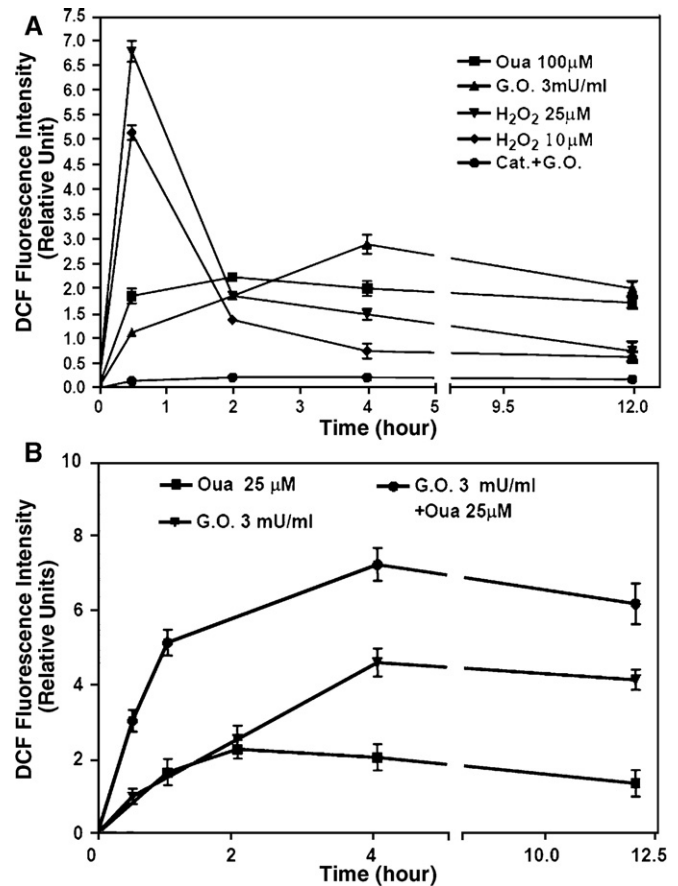 A
DCF Fluorescence Intensity
(Relative Unit)
7.5
7.0
6.5
6.0
5.5
5.0
4.5
4.0
3.5
3.0
2.5
2.0
1.5
1.0
0.5
0.0
Oua 100μM
G.O. 3mU/ml
H₂O₂ 25μM
H₂O₂ 10μM
Cat.+G.O.
0 1 2 3 4 5 9.5 12.0
Time (hour)
B
DCF Fluorescence Intensity
(Relative Units)
10
8
6
4
2
0
Oua 25 μM
G.O. 3 mU/ml
G.O. 3 mU/ml
+Oua 25μM
0 2 4 10.0 12.5
Time (hour)